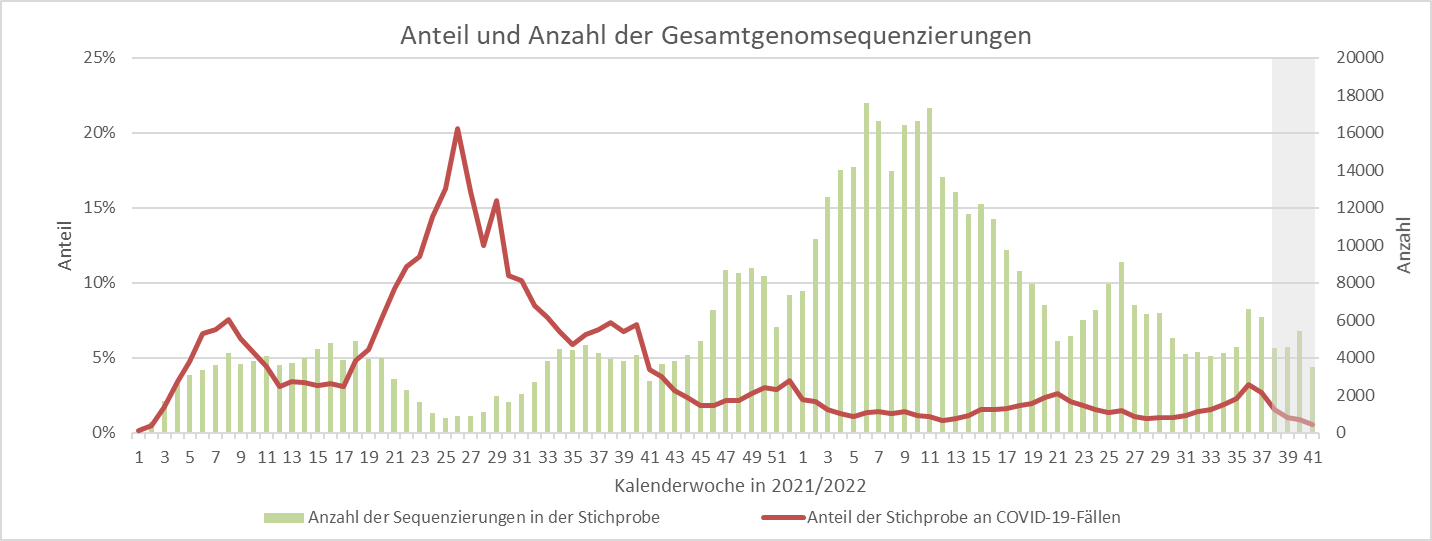 Anteil und Anzahl der Gesamtgenomsequenzierungen
25% 20000
18000
20% 16000
14000
15% 12000
10000
10% 8000
6000
5% 4000
2000
0% 0
Anteil
Anzahl
1 3 5 7 9 11 13 15 17 19 21 23 25 27 29 31 33 35 37 39 41 43 45 47 49 51 1 3 5 7 9 11 13 15 17 19 21 23 25 27 29 31 33 35 37 39 41
Kalenderwoche in 2021/2022
Anzahl der Sequenzierungen in der Stichprobe Anteil der Stichprobe an COVID-19-Fällen